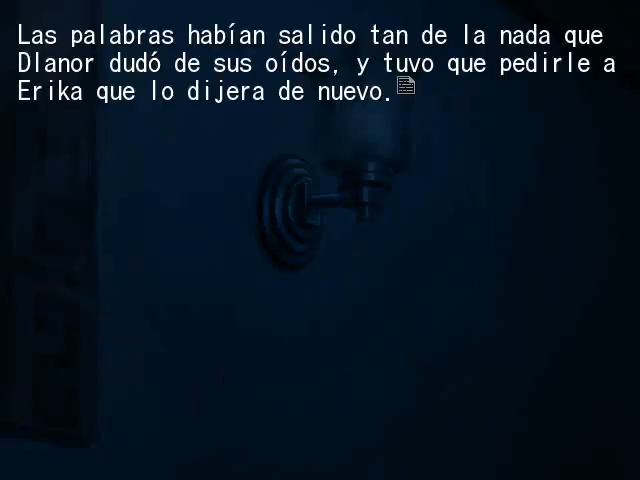 Las palabras habían salido tan de la nada que
Dlanor dudó de sus oídos, y tuvo que pedirle a
Erika que lo dijera de nuevo.